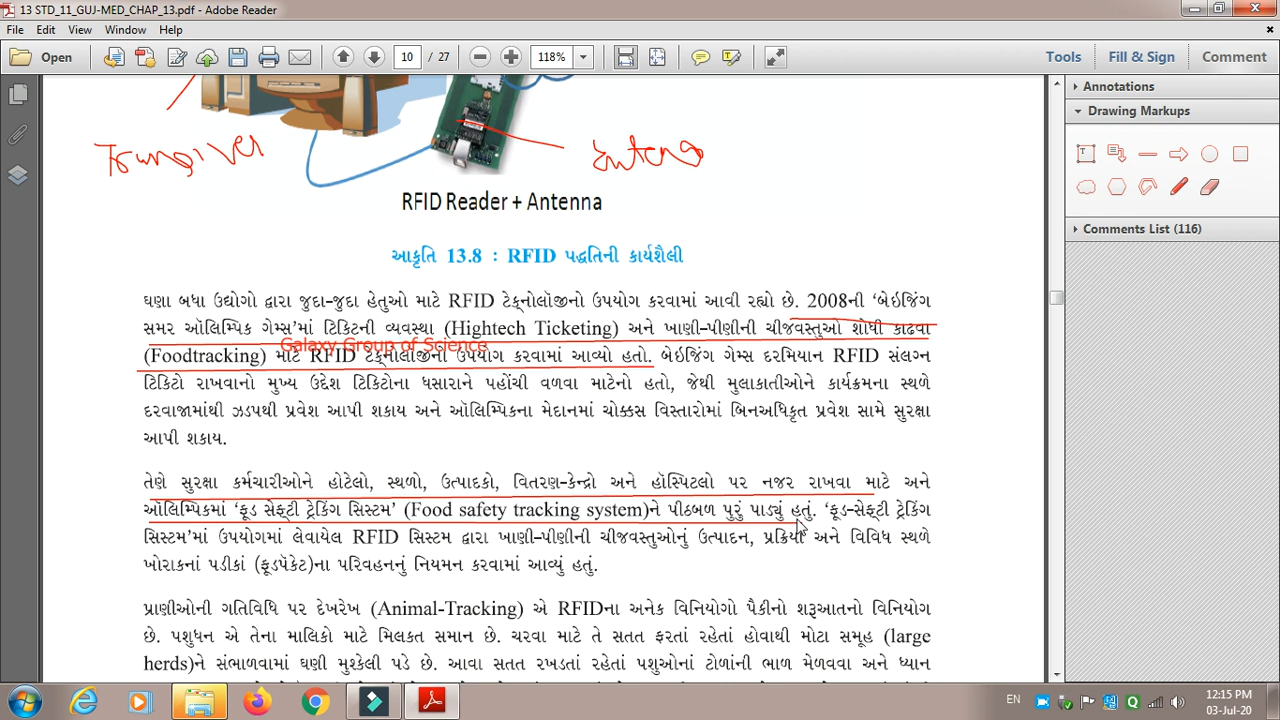 13 STD_11_GUJ-MED_CHAP_13.pdf - Adobe Reader
File Edit View Window Help
Open 10 / 27 118% Tools Fill & Sign Comment
Annotations
Drawing Markups
Comments List (116)
RFID Reader + Antenna
આકૃતિ 13.8 : RFID પદ્ધતિની કાર્યશૈલી
ઘણા બધા ઉદ્યોગો દ્વારા જુદા-જુદા હેતુઓ માટે RFID ટેક્નોલૉજીનો ઉપયોગ કરવામાં આવી રહ્યો છે. 2008ની ‘બેઇજિંગ
સમર ઑલિમ્પિક ગેમ્સ’માં ટિકિટની વ્યવસ્થા (Hightech Ticketing) અને ખાણી-પીણીની ચીજવસ્તુઓ શોધી કાઢવા
Galaxy Group of Science
(Foodtracking) માટે RFID ટેક્નોલૉજીનો ઉપયોગ કરવામાં આવ્યો હતો. બેઇજિંગ ગેમ્સ દરમિયાન RFID સંલગ્ન
ટિકિટો રાખવાનો મુખ્ય ઉદ્દેશ ટિકિટોના ધસારાને પહોંચી વળવા માટેનો હતો, જેથી મુલાકાતીઓને કાર્યક્રમના સ્થળે
દરવાજામાંથી ઝડપથી પ્રવેશ આપી શકાય અને ઑલિમ્પિકના મેદાનમાં ચોક્કસ વિસ્તારોમાં બિનઅધિકૃત પ્રવેશ સામે સુરક્ષા
આપી શકાય.
તેણે સુરક્ષા કર્મચારીઓને હોટેલો, સ્થળો, ઉત્પાદકો, વિતરણ-કેન્દ્રો અને હૉસ્પિટલો પર નજર રાખવા માટે અને
ઑલિમ્પિકમાં ‘ફૂડ સેફ્ટી ટ્રેકિંગ સિસ્ટમ’ (Food safety tracking system)ને પીઠબળ પુરું પાડ્યું હતું. ‘ફૂડ-સેફ્ટી ટ્રેકિંગ
સિસ્ટમ’માં ઉપયોગમાં લેવાયેલ RFID સિસ્ટમ દ્વારા ખાણી-પીણીની ચીજવસ્તુઓનું ઉત્પાદન, પ્રક્રિયા અને વિવિધ સ્થળે
ખોરાકનાં પડીકાં (ફૂડપૅકેટ)ના પરિવહનનું નિયમન કરવામાં આવ્યું હતું.
પ્રાણીઓની ગતિવિધિ પર દેખરેખ (Animal-Tracking) એ RFIDના અનેક વિનિયોગો પૈકીનો શરૂઆતનો વિનિયોગ
છે. પશુધન એ તેના માલિકો માટે મિલકત સમાન છે. ચરવા માટે તે સતત ફરતાં રહેતાં હોવાથી મોટા સમૂહ (large
herds)ને સંભાળવામાં ઘણી મુશ્કેલી પડે છે. આવા સતત રખડતાં રહેતાં પશુઓનાં ટોળાંની ભાળ મેળવવા અને ધ્યાન
EN
12:15 PM
03-Jul-20